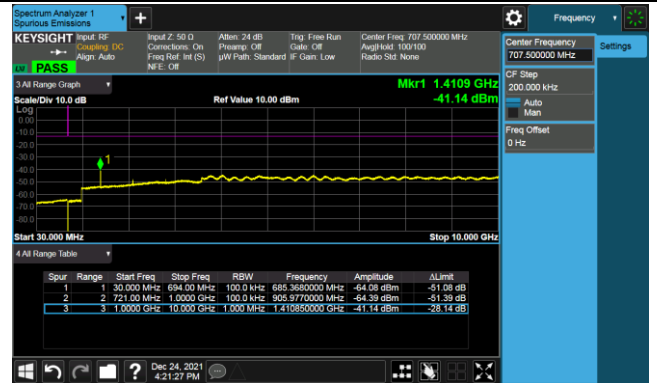 Spectrum Analyzer 1
Spurious Emissions
Frequency
KEYSIGHT
Input: RF
Coupling: DC
Align: Auto
Input Z: 50 Ω
Corrections: On
Freq Ref: Int (S)
NFE: Off
Atten: 24 dB
Preamp: Off
µW Path: Standard
Trig: Free Run
Gate: Off
IF Gain: Low
Center Freq: 707.500000 MHz
Avg|Hold: 100/100
Radio Std: None
PASS
Center Frequency
707.500000 MHz
Settings
CF Step
200.000 kHz
Auto
Man
Freq Offset
0 Hz
3 All Range Graph
Mkr1 1.4109 GHz
Scale/Div 10.0 dB
Ref Value 10.00 dBm
-41.14 dBm
Log
0.00
-10.0
-20.0
-30.0
-40.0
-50.0
-60.0
-70.0
-80.0
1
Start 30.000 MHz
Stop 10.000 GHz
4 All Range Table
Spur Range Start Freq Stop Freq RBW Frequency Amplitude ΔLimit
1 1 30.000 MHz 694.00 MHz 100.0 kHz 685.3680000 MHz -64.08 dBm -51.08 dB
2 2 721.00 MHz 1.0000 GHz 100.0 kHz 905.9770000 MHz -64.39 dBm -51.39 dB
3 3 1.0000 GHz 10.000 GHz 1.000 MHz 1.410850000 GHz -41.14 dBm -28.14 dB
?
Dec 24, 2021
4:21:27 PM